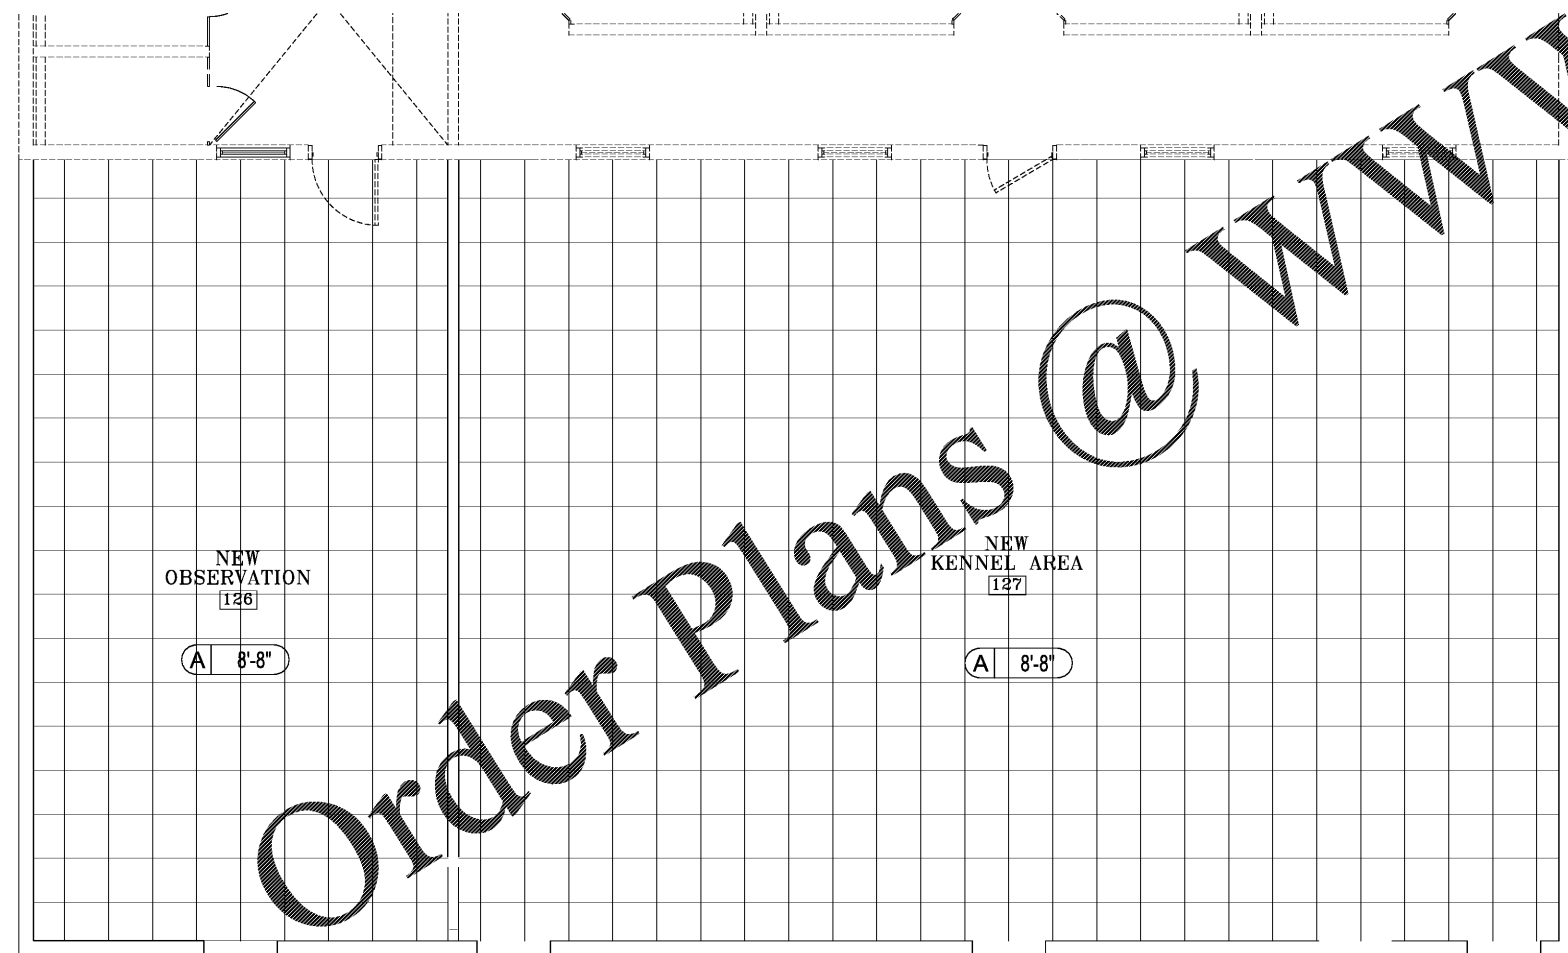 NEW
OBSERVATION
126
A 8'-8"
NEW
KENNEL AREA
127
A 8'-8"
Order Plans @ WWW